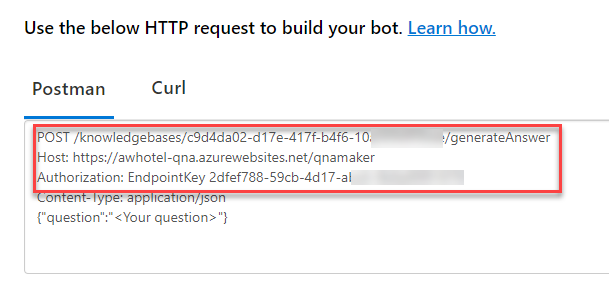 Use the below HTTP request to build your bot. Learn how.
Postman Curl
POST /knowledgebases/c9d4da02-d17e-417f-b4f6-10 /generateAnswer
Host: https://awhotel-qna.azurewebsites.net/qnamaker
Authorization: EndpointKey 2dfef788-59cb-4d17-a
Content-Type: application/json
{"question":"<Your question>"}